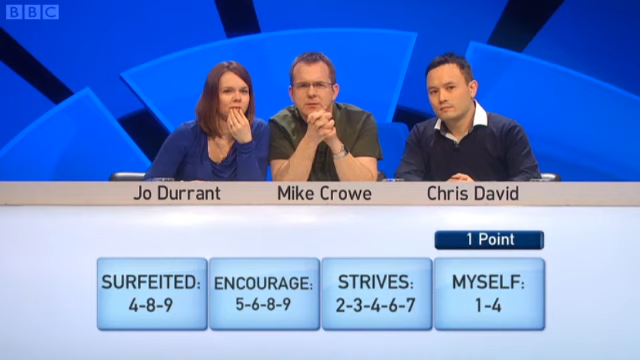 BBC
Jo Durrant
Mike Crowe
Chris David
1 Point
SURFEITED:
4-8-9
ENCOURAGE:
5-6-8-9
STRIVES:
2-3-4-6-7
MYSELF:
1-4